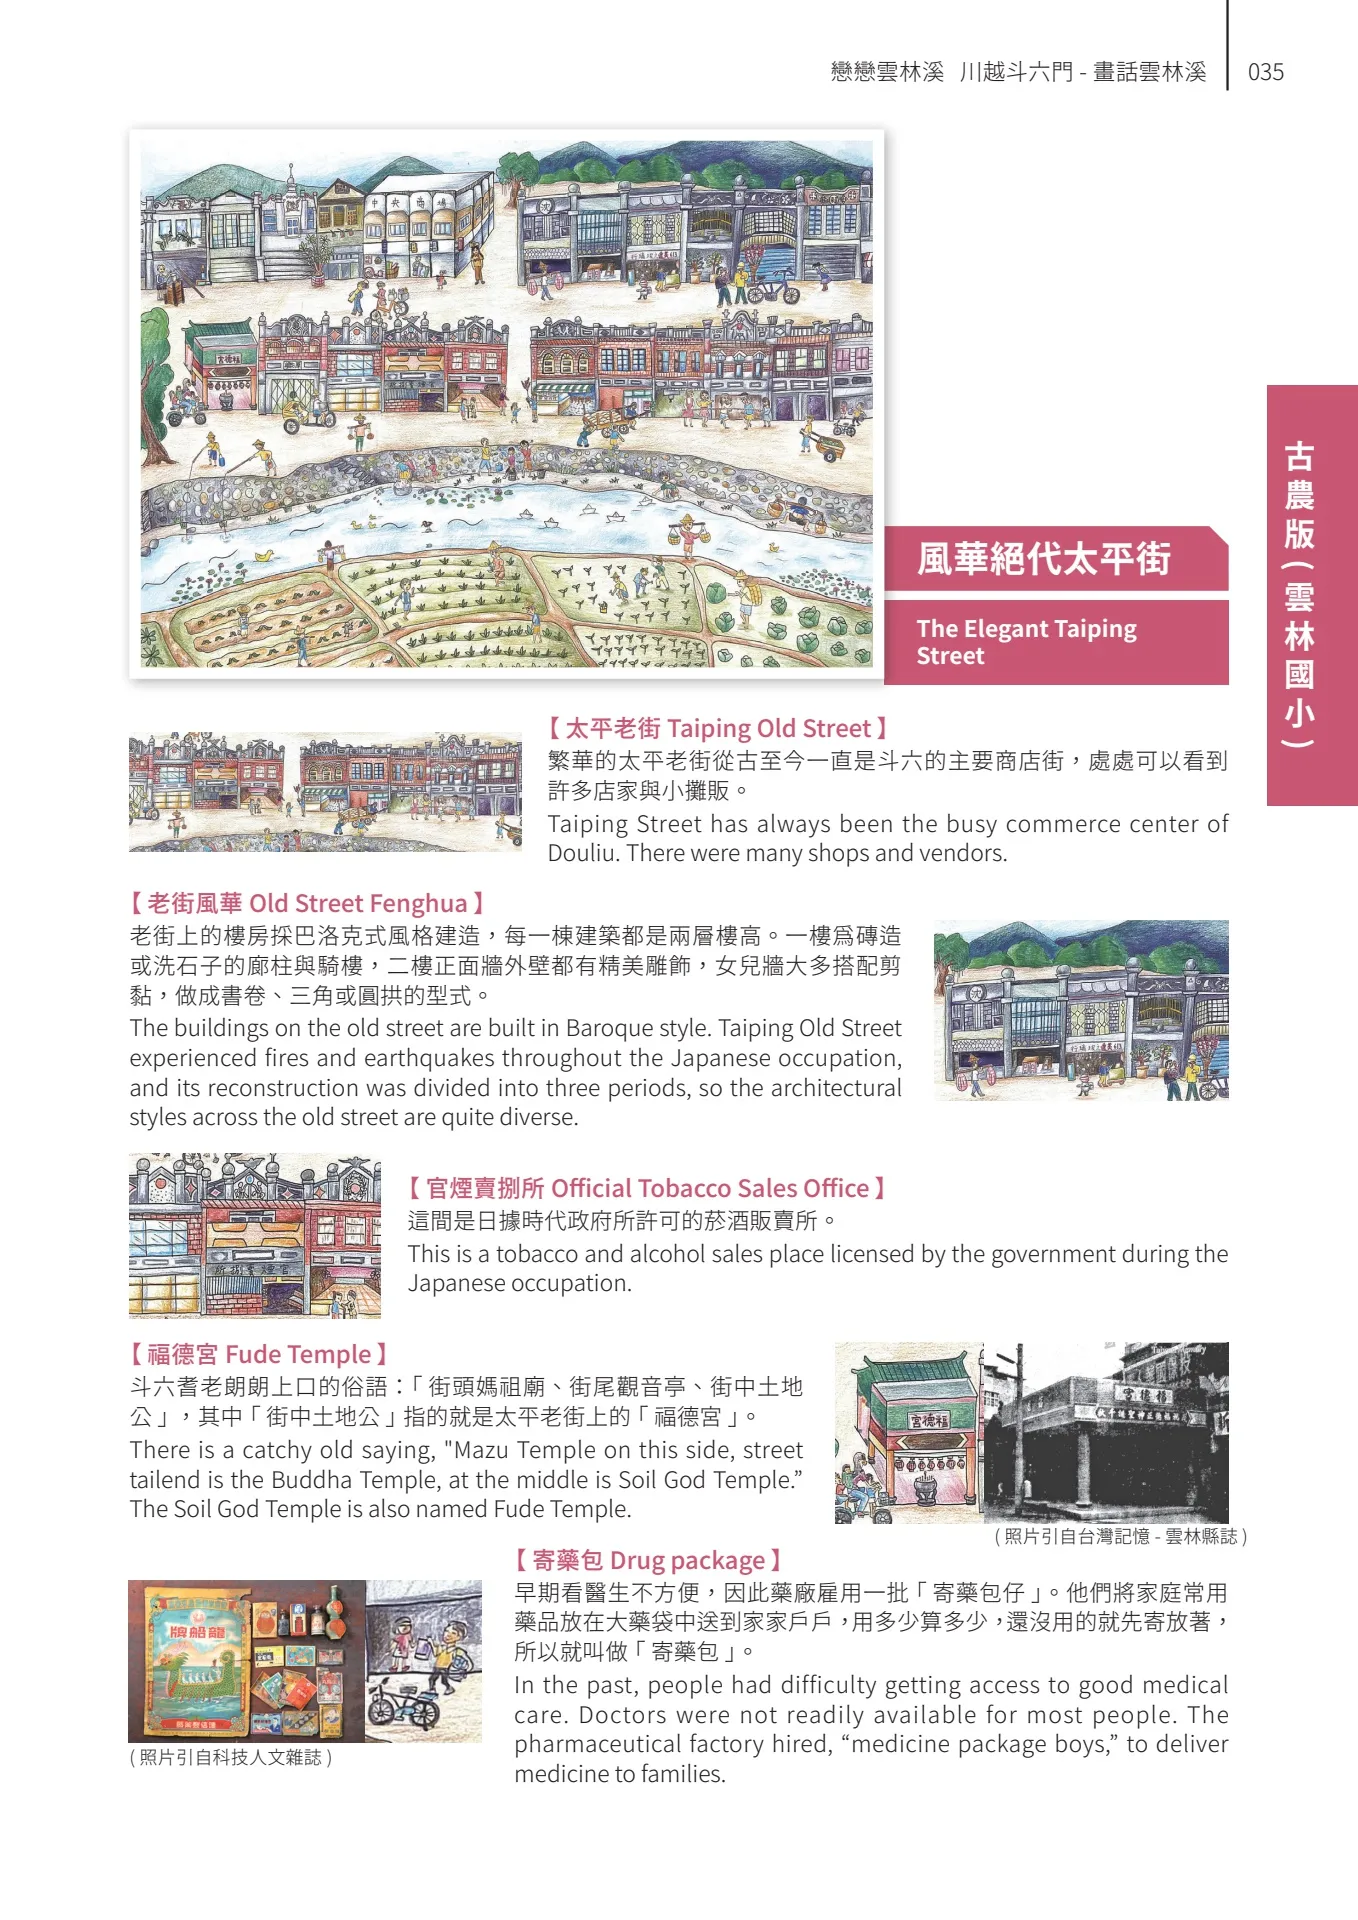 戀戀雲林溪 川越斗六門 - 畫話雲林溪 035
中央商場
沈
福德宮
風華絕代太平街
The Elegant Taiping
Street
古農版(雲林國小)
【 太平老街 Taiping Old Street 】
繁華的太平老街從古至今一直是斗六的主要商店街，處處可以看到
許多店家與小攤販。
Taiping Street has always been the busy commerce center of
Douliu. There were many shops and vendors.
【 老街風華 Old Street Fenghua 】
老街上的樓房採巴洛克式風格建造，每一棟建築都是兩層樓高。一樓爲磚造
或洗石子的廊柱與騎樓，二樓正面牆外壁都有精美雕飾，女兒牆大多搭配剪
黏，做成書卷、三角或圓拱的型式。
The buildings on the old street are built in Baroque style. Taiping Old Street
experienced fires and earthquakes throughout the Japanese occupation,
and its reconstruction was divided into three periods, so the architectural
styles across the old street are quite diverse.
沈
所捌賣煙官
【 官煙賣捌所 Official Tobacco Sales Office 】
這間是日據時代政府所許可的菸酒販賣所。
This is a tobacco and alcohol sales place licensed by the government during the
Japanese occupation.
【 福德宮 Fude Temple 】
斗六耆老朗朗上口的俗語：「 街頭媽祖廟、街尾觀音亭、街中土地
公 」，其中「 街中土地公 」指的就是太平老街上的「 福德宮 」。
There is a catchy old saying, "Mazu Temple on this side, street
tailend is the Buddha Temple, at the middle is Soil God Temple.”
The Soil God Temple is also named Fude Temple.
宮德福
宮德福
( 照片引自台灣記憶 - 雲林縣誌 )
【 寄藥包 Drug package 】
早期看醫生不方便，因此藥廠雇用一批「 寄藥包仔 」。他們將家庭常用
藥品放在大藥袋中送到家家戶戶，用多少算多少，還沒用的就先寄放著，
所以就叫做「 寄藥包 」。
In the past, people had difficulty getting access to good medical
care. Doctors were not readily available for most people. The
pharmaceutical factory hired, “medicine package boys,” to deliver
medicine to families.
牌船龍
( 照片引自科技人文雜誌 )